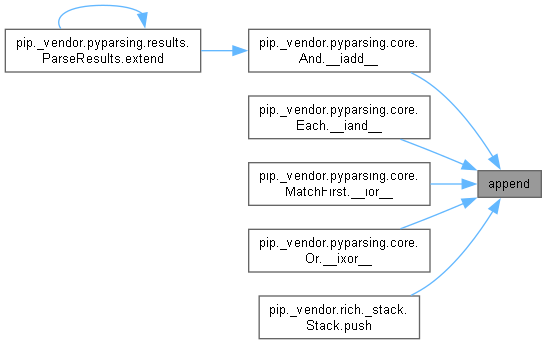 pip._vendor.pyparsing.results.
ParseResults.extend
pip._vendor.pyparsing.core.
And.__iadd__
pip._vendor.pyparsing.core.
Each.__iand__
pip._vendor.pyparsing.core.
MatchFirst.__ior__
pip._vendor.pyparsing.core.
Or.__ixor__
pip._vendor.rich._stack.
Stack.push
append